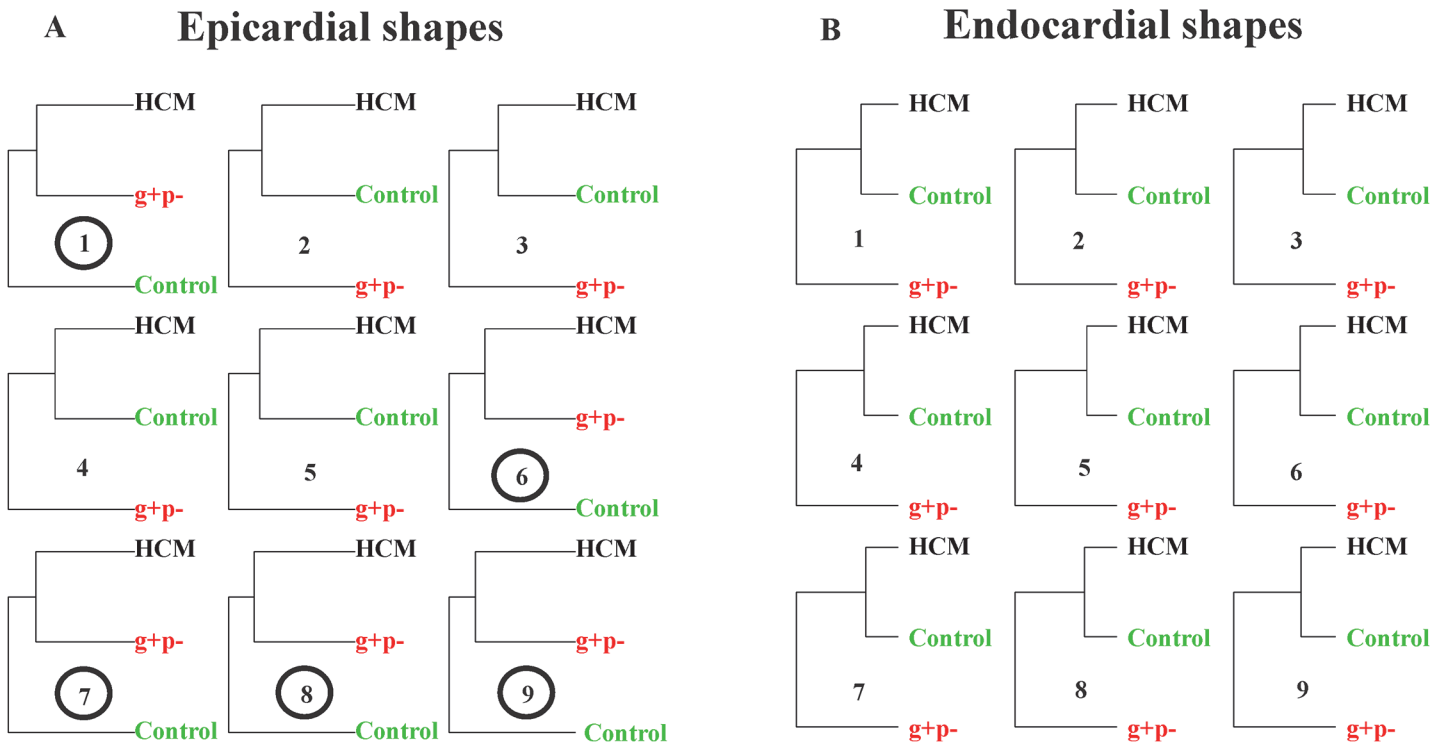 A Epicardial shapes
HCM HCM HCM
g+p- Control Control
1 2 3
Control g+p- g+p-
HCM HCM HCM
Control Control g+p-
4 5 6
g+p- g+p- Control
HCM HCM HCM
g+p- g+p- g+p-
7 8 9
Control Control Control
B Endocardial shapes
HCM HCM HCM
Control Control Control
1 2 3
g+p- g+p- g+p-
HCM HCM HCM
Control Control Control
4 5 6
g+p- g+p- g+p-
HCM HCM HCM
Control Control Control
7 8 9
g+p- g+p- g+p-